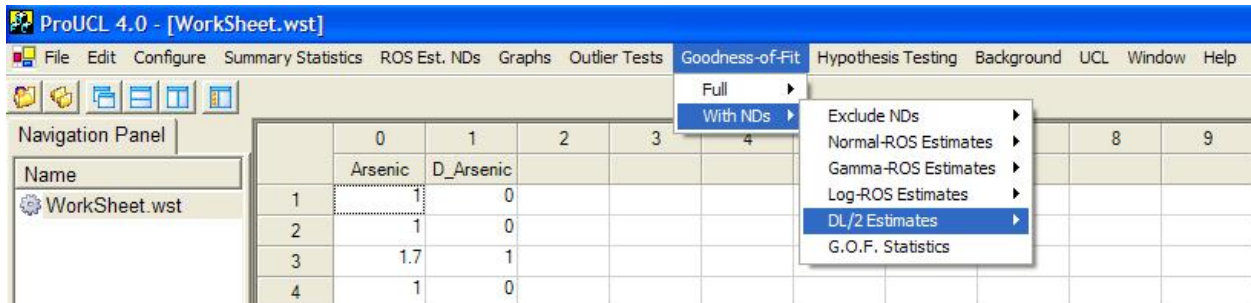 ProUCL 4.0 - [WorkSheet.wst]
File Edit Configure Summary Statistics ROS Est. NDs Graphs Outlier Tests Goodness-of-Fit Hypothesis Testing Background UCL Window Help
Full
With NDs
Exclude NDs
Normal-ROS Estimates
Gamma-ROS Estimates
Log-ROS Estimates
DL/2 Estimates
G.O.F. Statistics
Navigation Panel
Name
WorkSheet.wst
0 1 2 3 4 8 9
Arsenic D_Arsenic
1 1 0
2 1 0
3 1.7 1
4 1 0